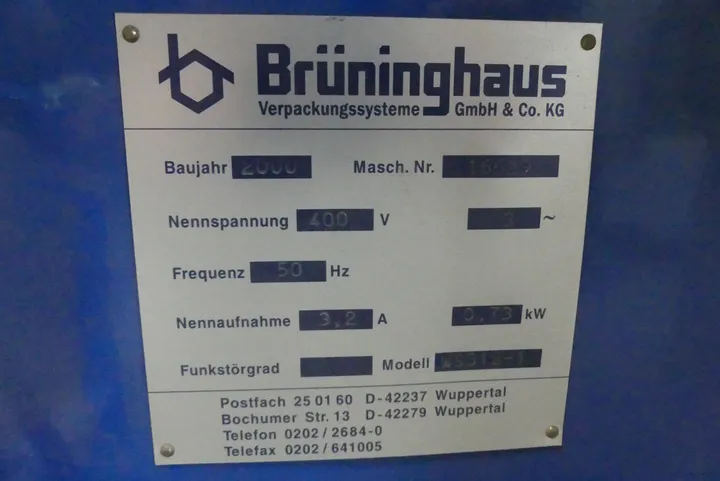 Brüninghaus
Verpackungssysteme GmbH & Co. KG
Baujahr 2000 Masch. Nr.
Nennspannung 400 V 3 ~
Frequenz 50 Hz
Nennaufnahme 3,2 A 0,73 kW
Funkstörgrad Modell
Postfach 25 01 60 D-42237 Wuppertal
Bochumer Str. 13 D-42279 Wuppertal
Telefon 0202/2684-0
Telefax 0202/641005